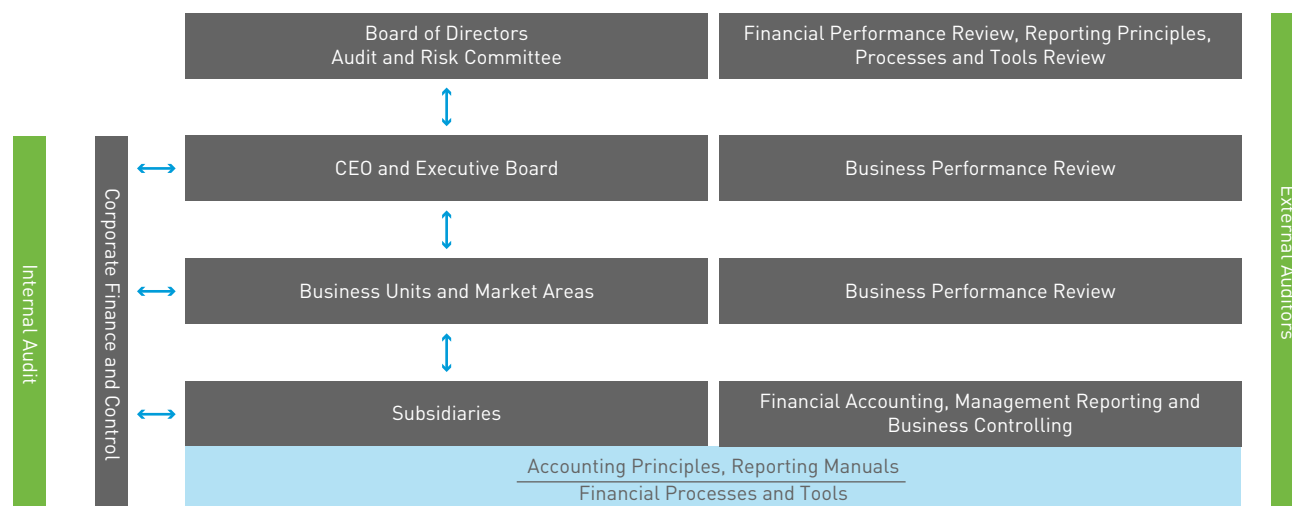 Board of Directors
Audit and Risk Committee
Financial Performance Review, Reporting Principles,
Processes and Tools Review
CEO and Executive Board
Business Performance Review
Business Units and Market Areas
Business Performance Review
Subsidiaries
Financial Accounting, Management Reporting and
Business Controlling
Accounting Principles, Reporting Manuals
Financial Processes and Tools
Internal Audit
Corporate Finance and Control
External Auditors